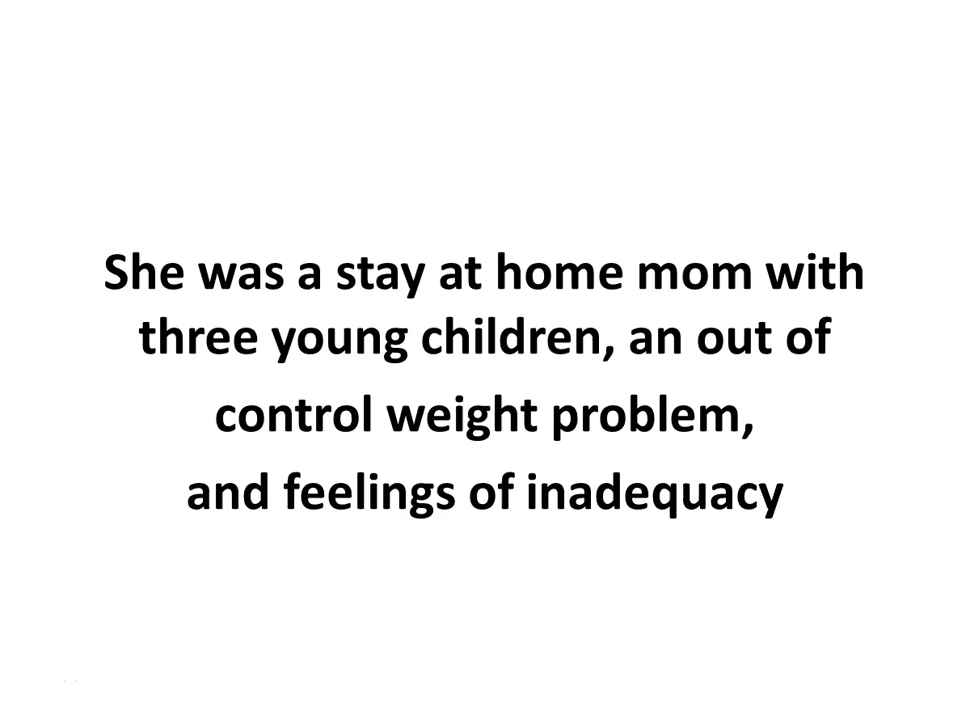 She was a stay at home mom with
three young children, an out of
control weight problem,
and feelings of inadequacy